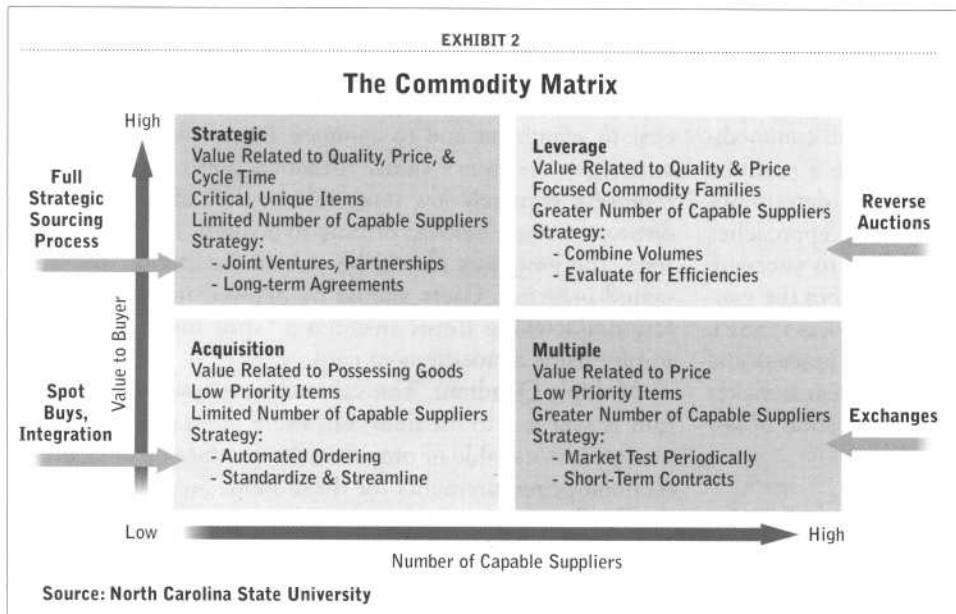 EXHIBIT 2
The Commodity Matrix
High
Full
Strategic
Sourcing
Process
Value to Buyer
Spot
Buys,
Integration
Low
Strategic
Value Related to Quality, Price, &
Cycle Time
Critical, Unique Items
Limited Number of Capable Suppliers
Strategy:
- Joint Ventures, Partnerships
- Long-term Agreements
Leverage
Value Related to Quality & Price
Focused Commodity Families
Greater Number of Capable Suppliers
Strategy:
- Combine Volumes
- Evaluate for Efficiencies
Reverse
Auctions
Acquisition
Value Related to Possessing Goods
Low Priority Items
Limited Number of Capable Suppliers
Strategy:
- Automated Ordering
- Standardize & Streamline
Multiple
Value Related to Price
Low Priority Items
Greater Number of Capable Suppliers
Strategy:
- Market Test Periodically
- Short-Term Contracts
Exchanges
High
Number of Capable Suppliers
Source: North Carolina State University